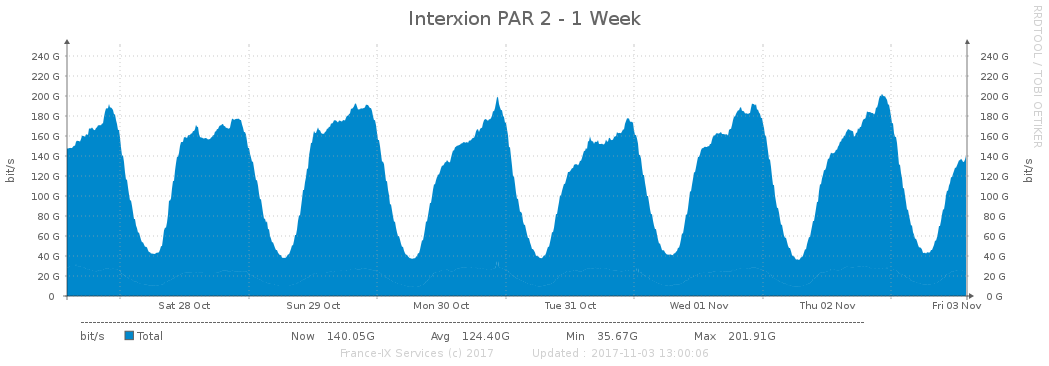 Interxion PAR 2 - 1 Week
RRDTOOL / TOBI OETIKER
240 G 240 G
220 G 220 G
200 G 200 G
180 G 180 G
160 G 160 G
140 G 140 G
120 G 120 G
100 G 100 G
80 G 80 G
60 G 60 G
40 G 40 G
20 G 20 G
0 0 G
bit/s bit/s
Sat 28 Oct Sun 29 Oct Mon 30 Oct Tue 31 Oct Wed 01 Nov Thu 02 Nov Fri 03 Nov
bit/s Total Now 140.05G Avg 124.40G Min 35.67G Max 201.91G
France-IX Services (c) 2017 Updated : 2017-11-03 13:00:06